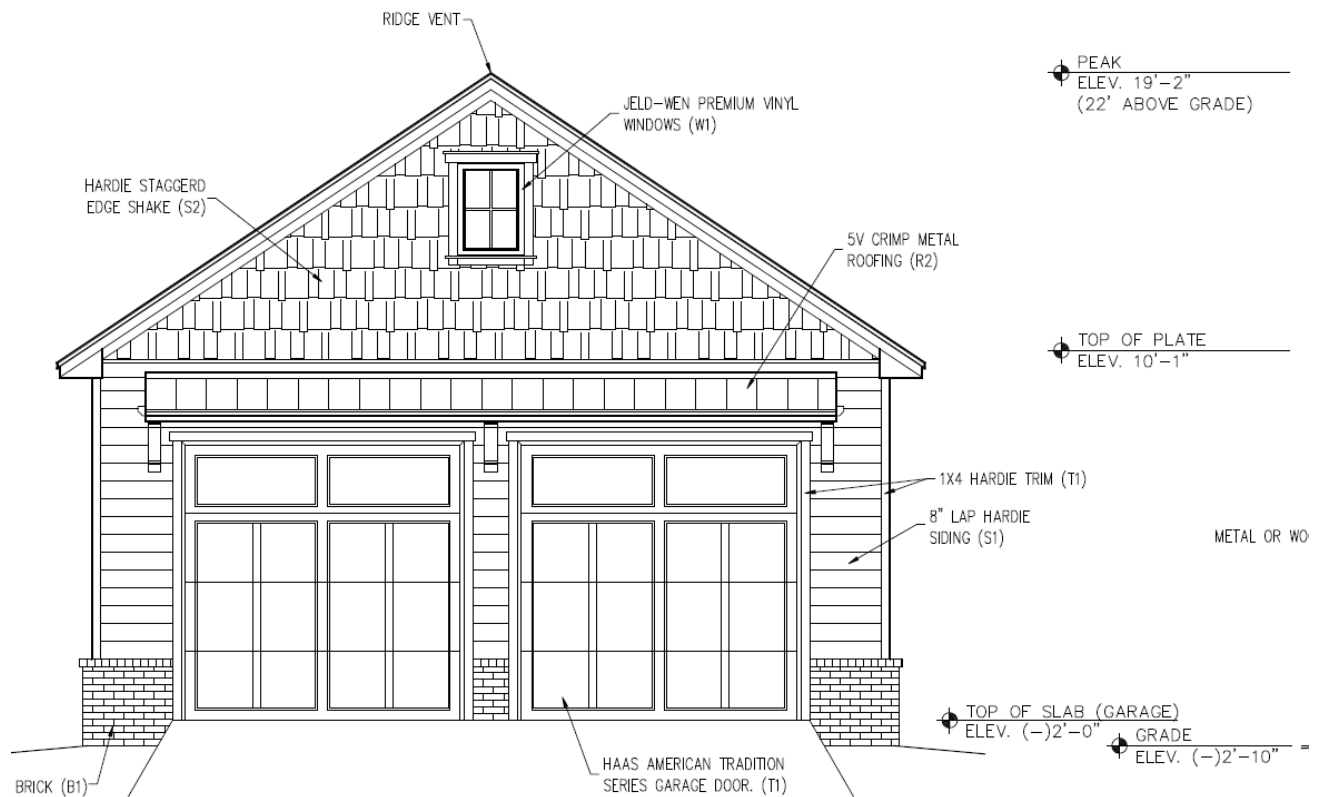 RIDGE VENT
PEAK
ELEV. 19'-2"
(22' ABOVE GRADE)
JELD-WEN PREMIUM VINYL
WINDOWS (W1)
HARDIE STAGGERD
EDGE SHAKE (S2)
5V CRIMP METAL
ROOFING (R2)
TOP OF PLATE
ELEV. 10'-1"
1X4 HARDIE TRIM (T1)
8" LAP HARDIE
SIDING (S1)
METAL OR WO
TOP OF SLAB (GARAGE)
ELEV. (-)2'-0"
GRADE
ELEV. (-)2'-10"
HAAS AMERICAN TRADITION
SERIES GARAGE DOOR. (T1)
BRICK (B1)